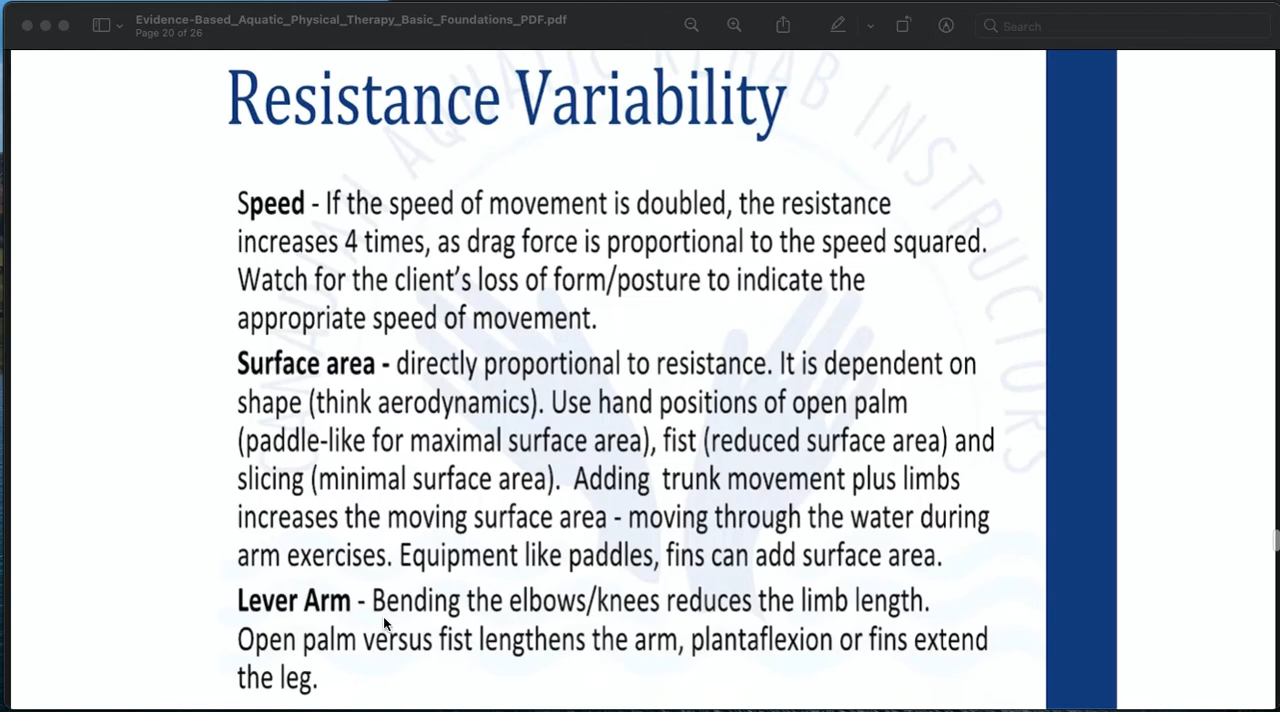 Evidence-Based_Aquatic_Physical_Therapy_Basic_Foundations_PDF.pdf
Page 20 of 26
Search
Resistance Variability
Speed - If the speed of movement is doubled, the resistance
increases 4 times, as drag force is proportional to the speed squared.
Watch for the client's loss of form/posture to indicate the
appropriate speed of movement.
Surface area - directly proportional to resistance. It is dependent on
shape (think aerodynamics). Use hand positions of open palm
(paddle-like for maximal surface area), fist (reduced surface area) and
slicing (minimal surface area).  Adding  trunk movement plus limbs
increases the moving surface area - moving through the water during
arm exercises. Equipment like paddles, fins can add surface area.
Lever Arm - Bending the elbows/knees reduces the limb length.
Open palm versus fist lengthens the arm, plantaflexion or fins extend
the leg.
CANADIAN AQUATIC REHAB INSTRUCTORS